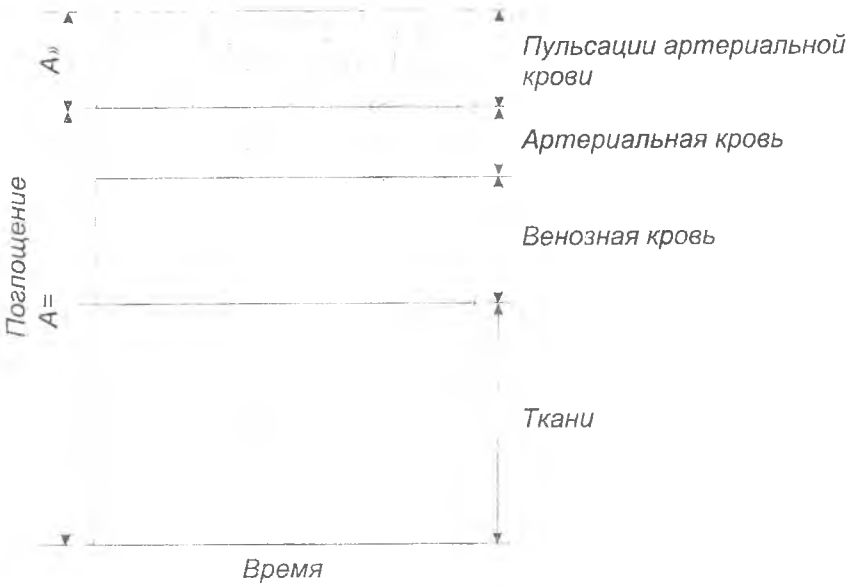 A»
Пульсации артериальной
крови
Артериальная кровь
Венозная кровь
Поглощение
A=
Ткани
Время